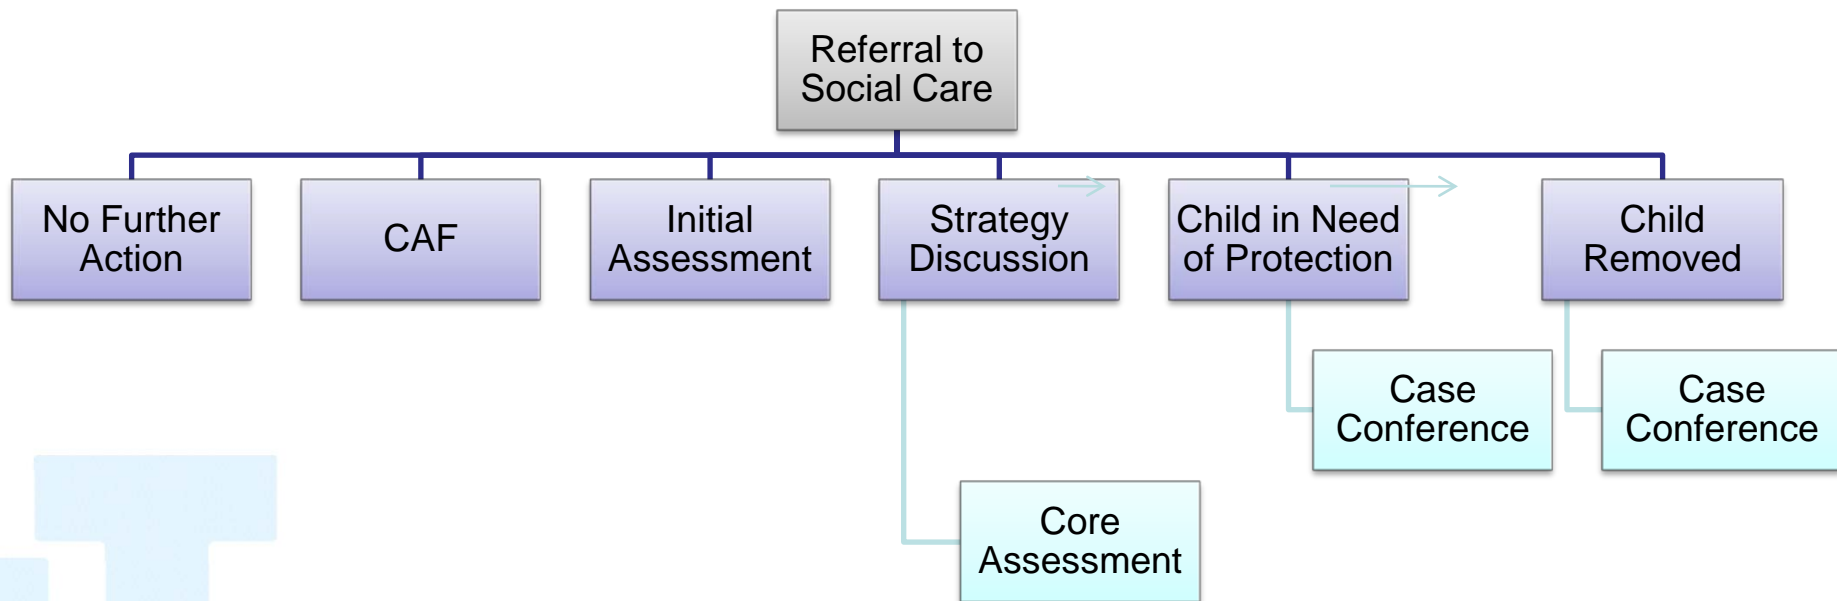 Referral to
Social Care
No Further
Action
CAF
Initial
Assessment
Strategy
Discussion
Child in Need
of Protection
Child
Removed
Case
Conference
Case
Conference
Core
Assessment